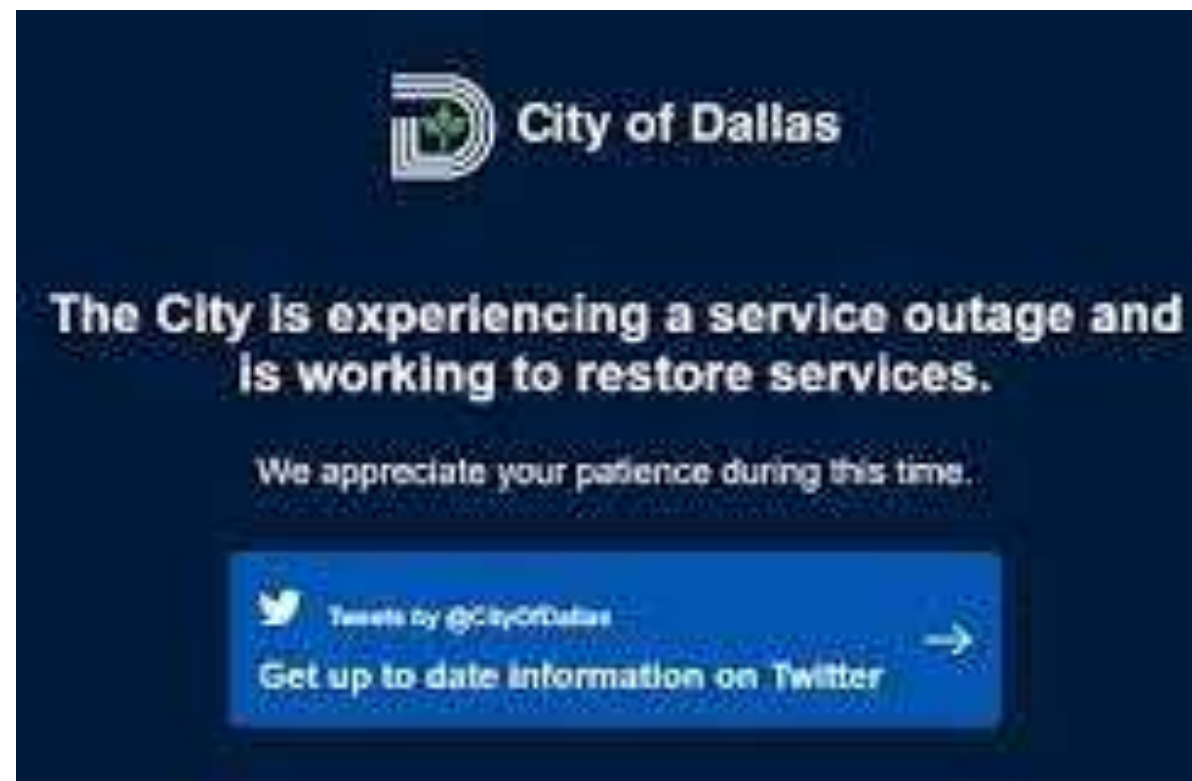 City of Dallas
The City is experiencing a service outage and
is working to restore services.
We appreciate your patience during this time.
Tweets by @CityOfDallas
Get up to date information on Twitter